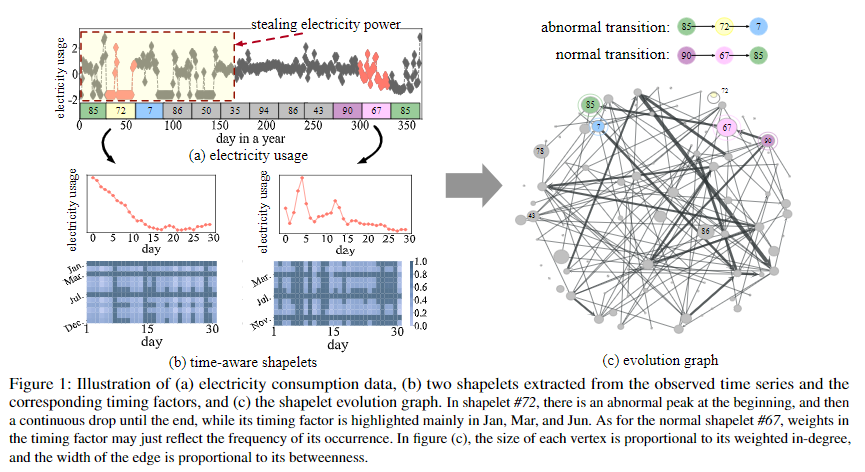 stealing electricity power
electricity usage
2
0
-2
85 72 7 86 50 35 94 86 43 90 67 85
0 50 100 150 200 250 300 350
day in a year
(a) electricity usage
electricity usage
0 5 10 15 20 25 30
day
electricity usage
0 5 10 15 20 25 30
day
Jan.
Mar.
Jul.
Dec.
1 15 30
day
Mar.
Jul.
Nov.
1 15 30
day
1.0
0.8
0.6
0.4
0.2
0.0
(b) time-aware shapelets
abnormal transition: 85 72 7
normal transition: 90 67 85
72
85
7
67
90
78
43
86
(c) evolution graph
Figure 1: Illustration of (a) electricity consumption data, (b) two shapelets extracted from the observed time series and the
corresponding timing factors, and (c) the shapelet evolution graph. In shapelet #72, there is an abnormal peak at the beginning, and then
a continuous drop until the end, while its timing factor is highlighted mainly in Jan, Mar, and Jun. As for the normal shapelet #67, weights in
the timing factor may just reflect the frequency of its occurrence. In figure (c), the size of each vertex is proportional to its weighted in-degree,
and the width of the edge is proportional to its betweenness.